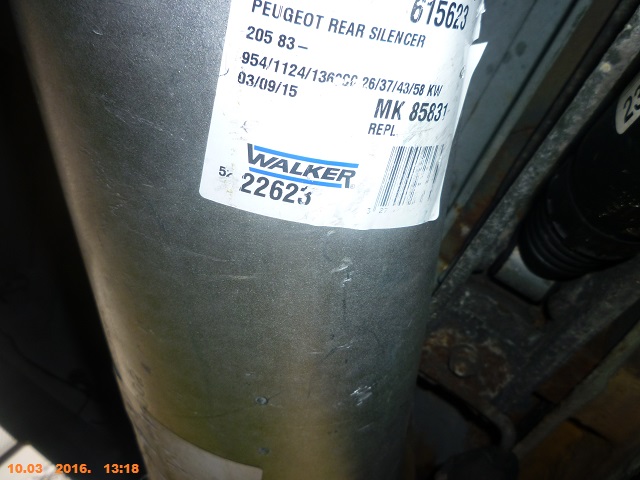 615623
PEUGEOT REAR SILENCER
205 83-
954/1124/1360CC 26/37/43/58 KW
03/09/15
MK 85831
REPL
WALKER
22623
23
10.03 2016. 13:18